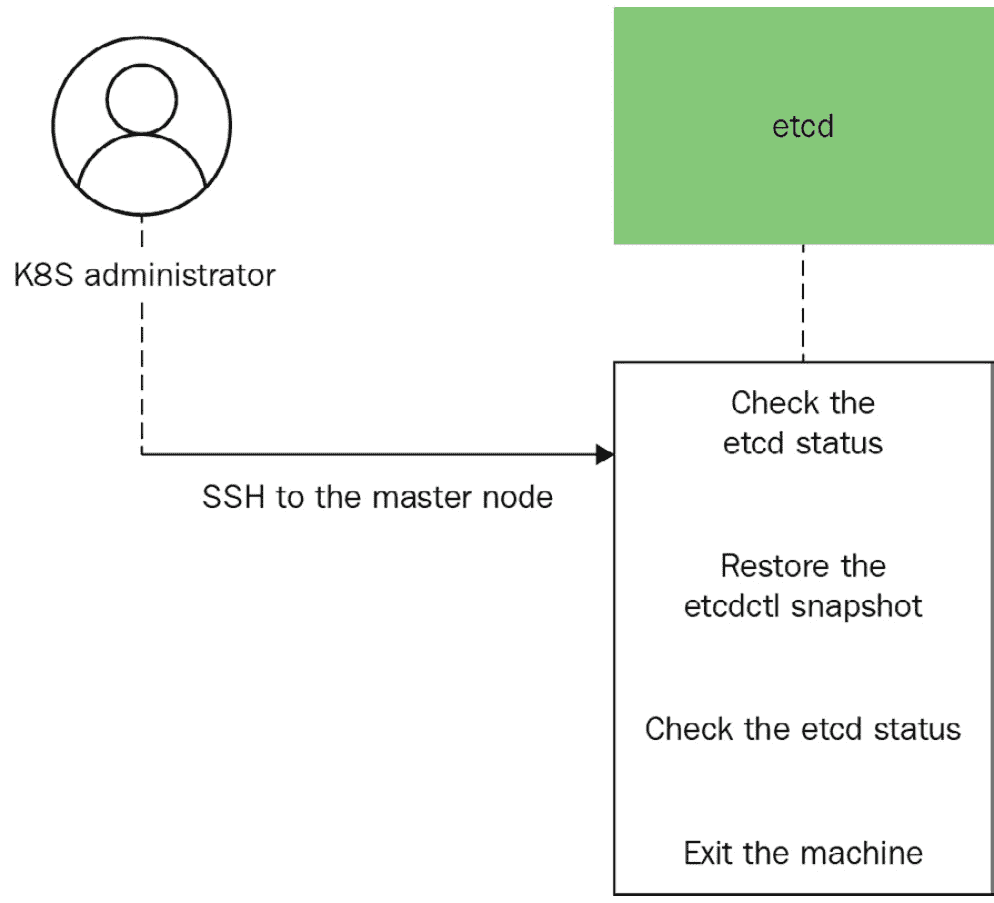 etcd
K8S administrator
Check the
etcd status
SSH to the master node
Restore the
etcdctl snapshot
Check the etcd status
Exit the machine